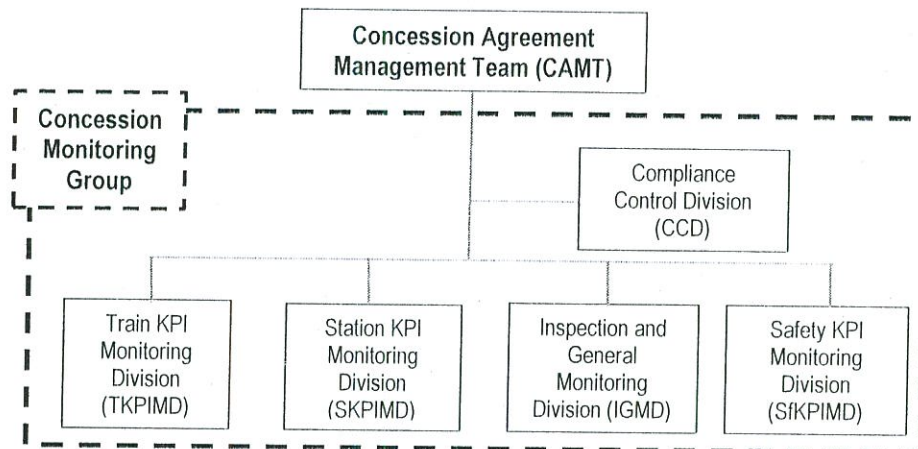 Concession Agreement
Management Team (CAMT)
Concession
Monitoring
Group
Compliance
Control Division
(CCD)
Train KPI
Monitoring
Division
(TKPIMD)
Station KPI
Monitoring
Division
(SKPIMD)
Inspection and
General
Monitoring
Division (IGMD)
Safety KPI
Monitoring
Division
(SfKPIMD)